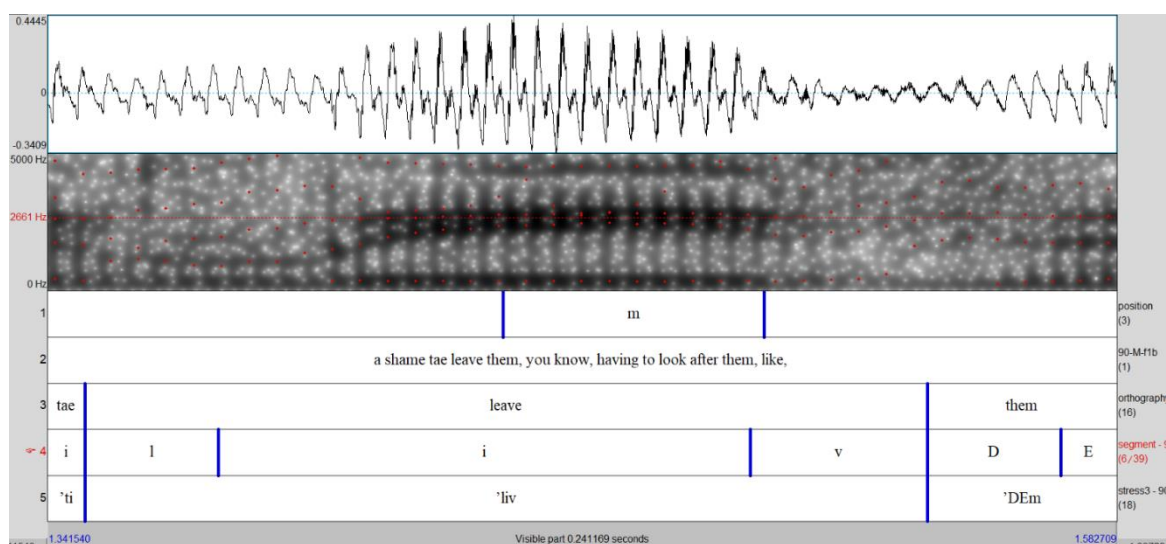 0.4445
0
-0.3409
5000 Hz
2661 Hz
0 Hz
1 m position (3)
2 a shame tae leave them, you know, having to look after them, like, 90-M-f1b (1)
3 tae leave them orthography (16)
4 i l i v D E segment - 9 (6/39)
5 'ti 'liv 'DEm stress3 - 90 (18)
1.341540 Visible part 0.241169 seconds 1.582709